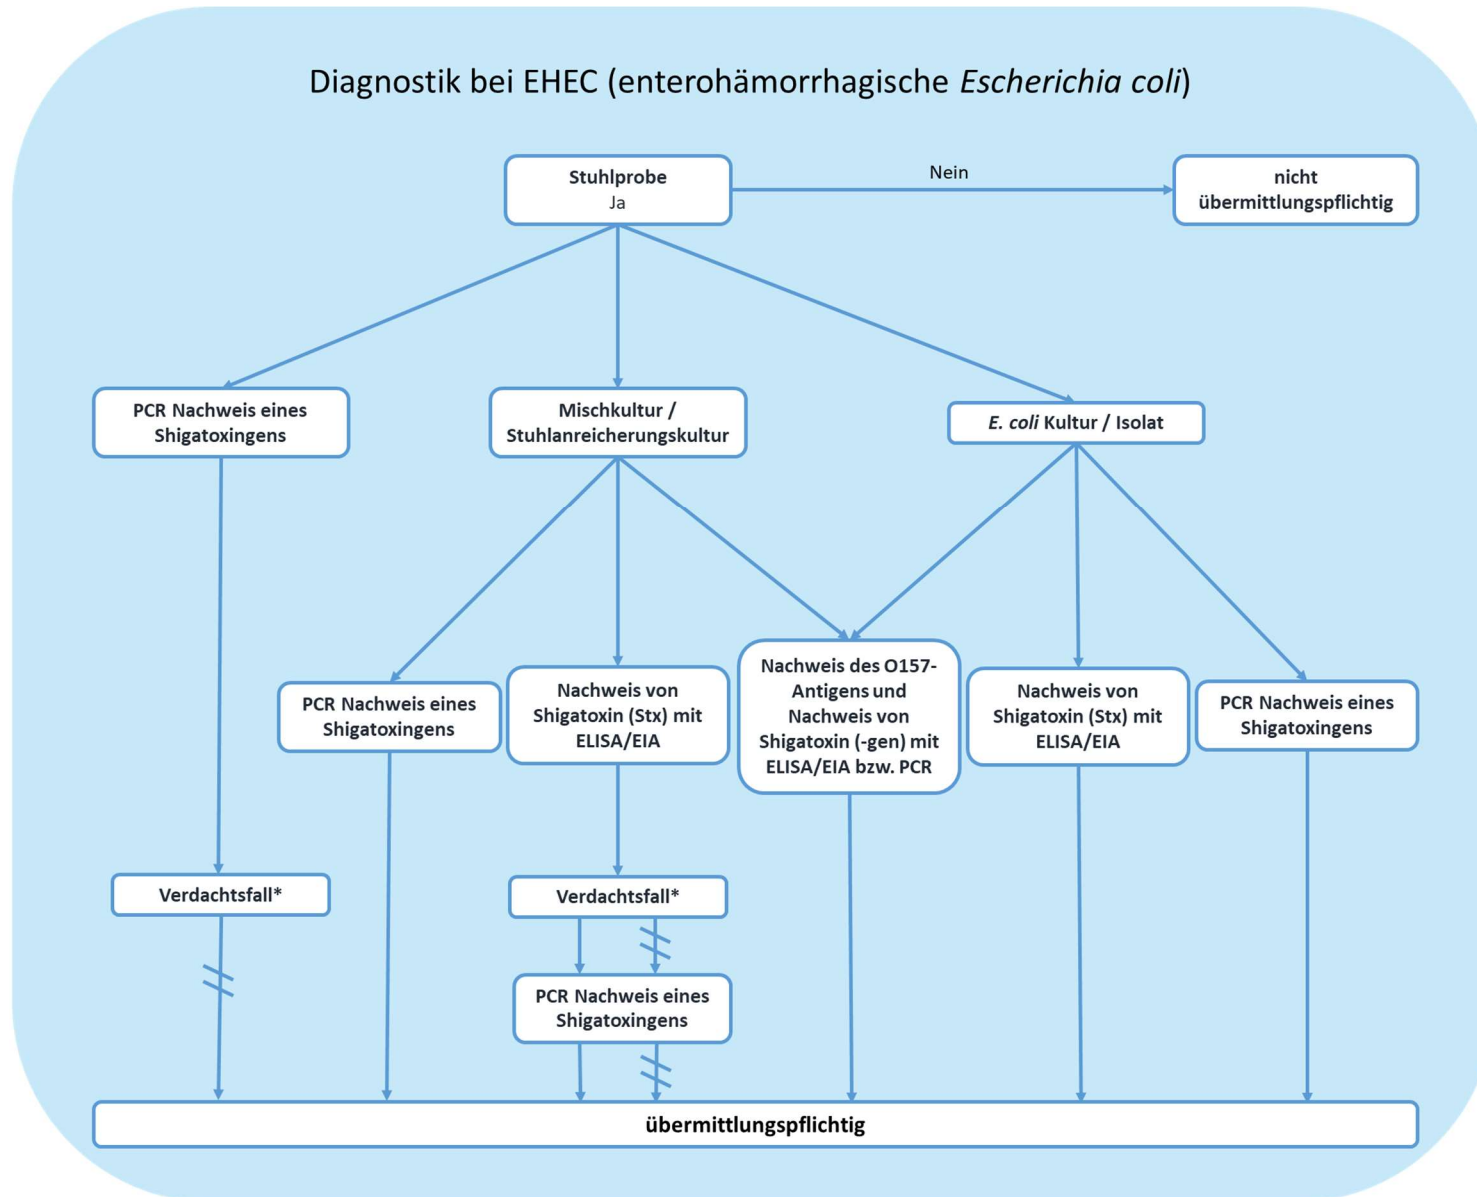 Diagnostik bei EHEC (enterohämorrhagische Escherichia coli)
Stuhlprobe
Ja
Nein
nicht
übermittlungspflichtig
PCR Nachweis eines
Shigatoxingens
Mischkultur /
Stuhlanreicherungskultur
E. coli Kultur / Isolat
PCR Nachweis eines
Shigatoxingens
Nachweis von
Shigatoxin (Stx) mit
ELISA/EIA
Nachweis des O157-
Antigens und
Nachweis von
Shigatoxin (-gen) mit
ELISA/EIA bzw. PCR
Nachweis von
Shigatoxin (Stx) mit
ELISA/EIA
PCR Nachweis eines
Shigatoxingens
Verdachtsfall*
Verdachtsfall*
PCR Nachweis eines
Shigatoxingens
übermittlungspflichtig